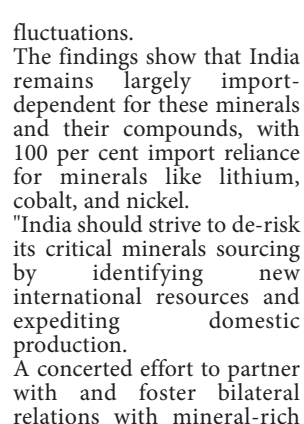 fluctuations.
The findings show that India
remains largely import-
dependent for these minerals
and their compounds, with
100 per cent import reliance
for minerals like lithium,
cobalt, and nickel.
"India should strive to de-risk
its critical minerals sourcing
by identifying new
international resources and
expediting domestic
production.
A concerted effort to partner
with and foster bilateral
relations with mineral-rich